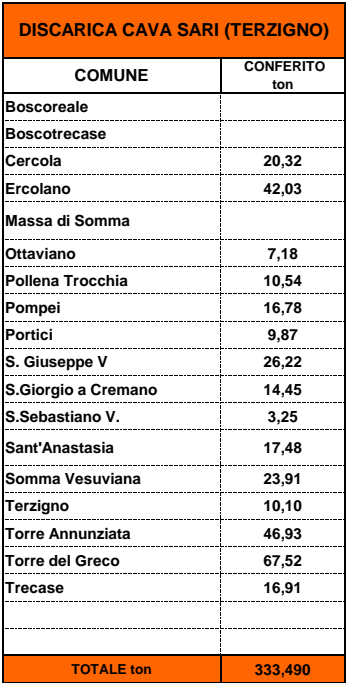 DISCARICA CAVA SARI (TERZIGNO)
COMUNE CONFERITO ton
Boscoreale
Boscotrecase
Cercola 20,32
Ercolano 42,03
Massa di Somma
Ottaviano 7,18
Pollena Trocchia 10,54
Pompei 16,78
Portici 9,87
S. Giuseppe V 26,22
S.Giorgio a Cremano 14,45
S.Sebastiano V. 3,25
Sant'Anastasia 17,48
Somma Vesuviana 23,91
Terzigno 10,10
Torre Annunziata 46,93
Torre del Greco 67,52
Trecase 16,91
TOTALE ton 333,490